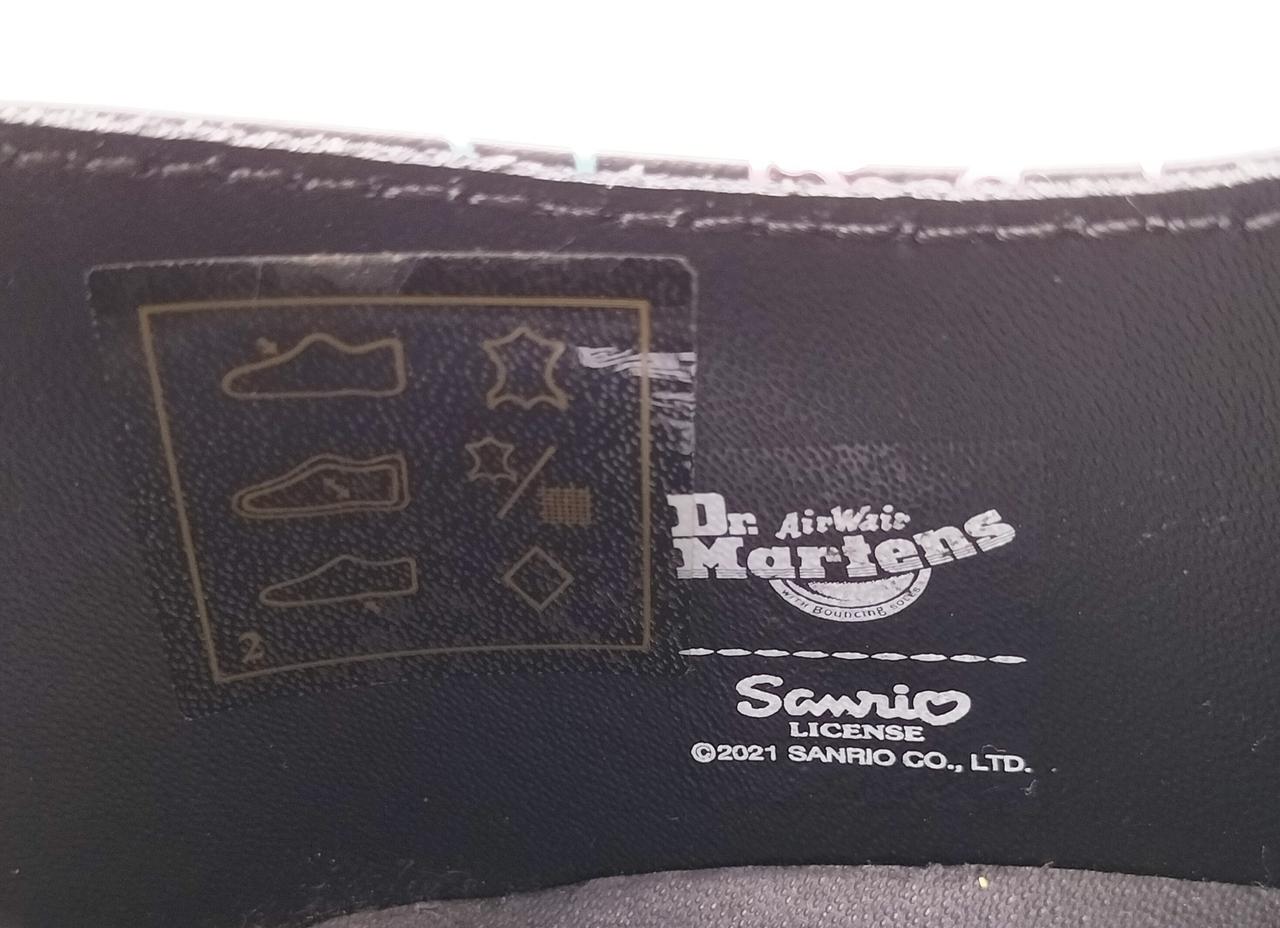 2
Dr. AirWair
Martens
WITH Bouncing SOLES
Sanrio
LICENSE
©2021 SANRIO CO., LTD.